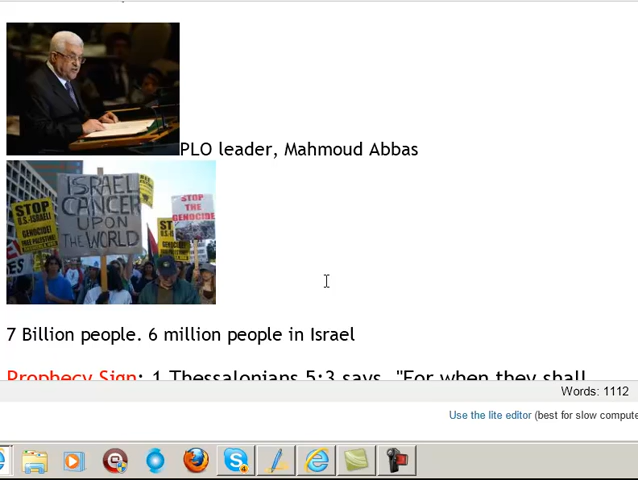 PLO leader, Mahmoud Abbas
ISRAEL
CANCER
UPON
THE WORLD
STOP
THE
GENOCIDE
STOP
U.S.-ISRAELI
GENOCIDE!
FREE PALESTINE
7 Billion people. 6 million people in Israel
Prophecy Sign: 1 Thessalonians 5:3 says, "For when they shall
Words: 1112
Use the lite editor (best for slow compute